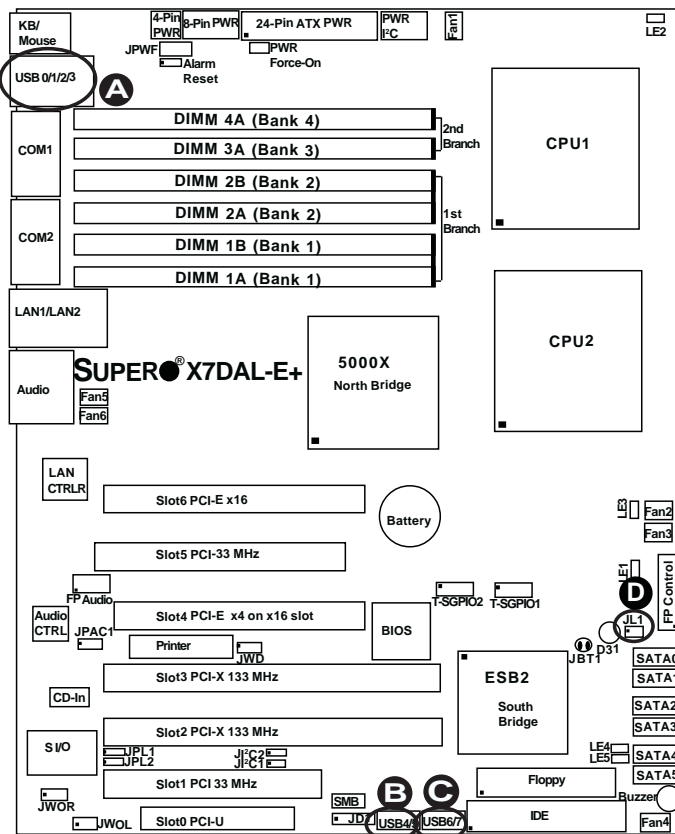 KB/
Mouse
4-Pin
PWR
8-Pin PWR
24-Pin ATX PWR
PWR
I²C
Fan1
LE2
JPWF
Alarm
Reset
PWR
Force-On
USB 0/1/2/3
A
DIMM 4A (Bank 4)
DIMM 3A (Bank 3)
2nd
Branch
DIMM 2B (Bank 2)
DIMM 2A (Bank 2)
DIMM 1B (Bank 1)
DIMM 1A (Bank 1)
1st
Branch
COM1
COM2
CPU1
CPU2
LAN1/LAN2
Audio
SUPER® X7DAL-E+
Fan5
Fan6
5000X
North Bridge
LAN
CTRLR
Slot6 PCI-E x16
Battery
LE3
Fan2
Fan3
Slot5 PCI-33 MHz
LE1
FP Control
FP Audio
T-SGPIO2
T-SGPIO1
D
Audio
CTRL
Slot4 PCI-E x4 on x16 slot
BIOS
JL1
JPAC1
Printer
JWD
JBT1
D31
Slot3 PCI-X 133 MHz
ESB2
South
Bridge
SATA0
SATA1
CD-In
SATA2
SATA3
Slot2 PCI-X 133 MHz
S I/O
JPL1
JPL2
JI²C2
JI²C1
LE4
LE5
SATA4
SATA5
Slot1 PCI 33 MHz
Floppy
B
C
Buzzer
JWOR
SMB
JWOL
Slot0 PCI-U
USB4/5
USB6/7
IDE
Fan4